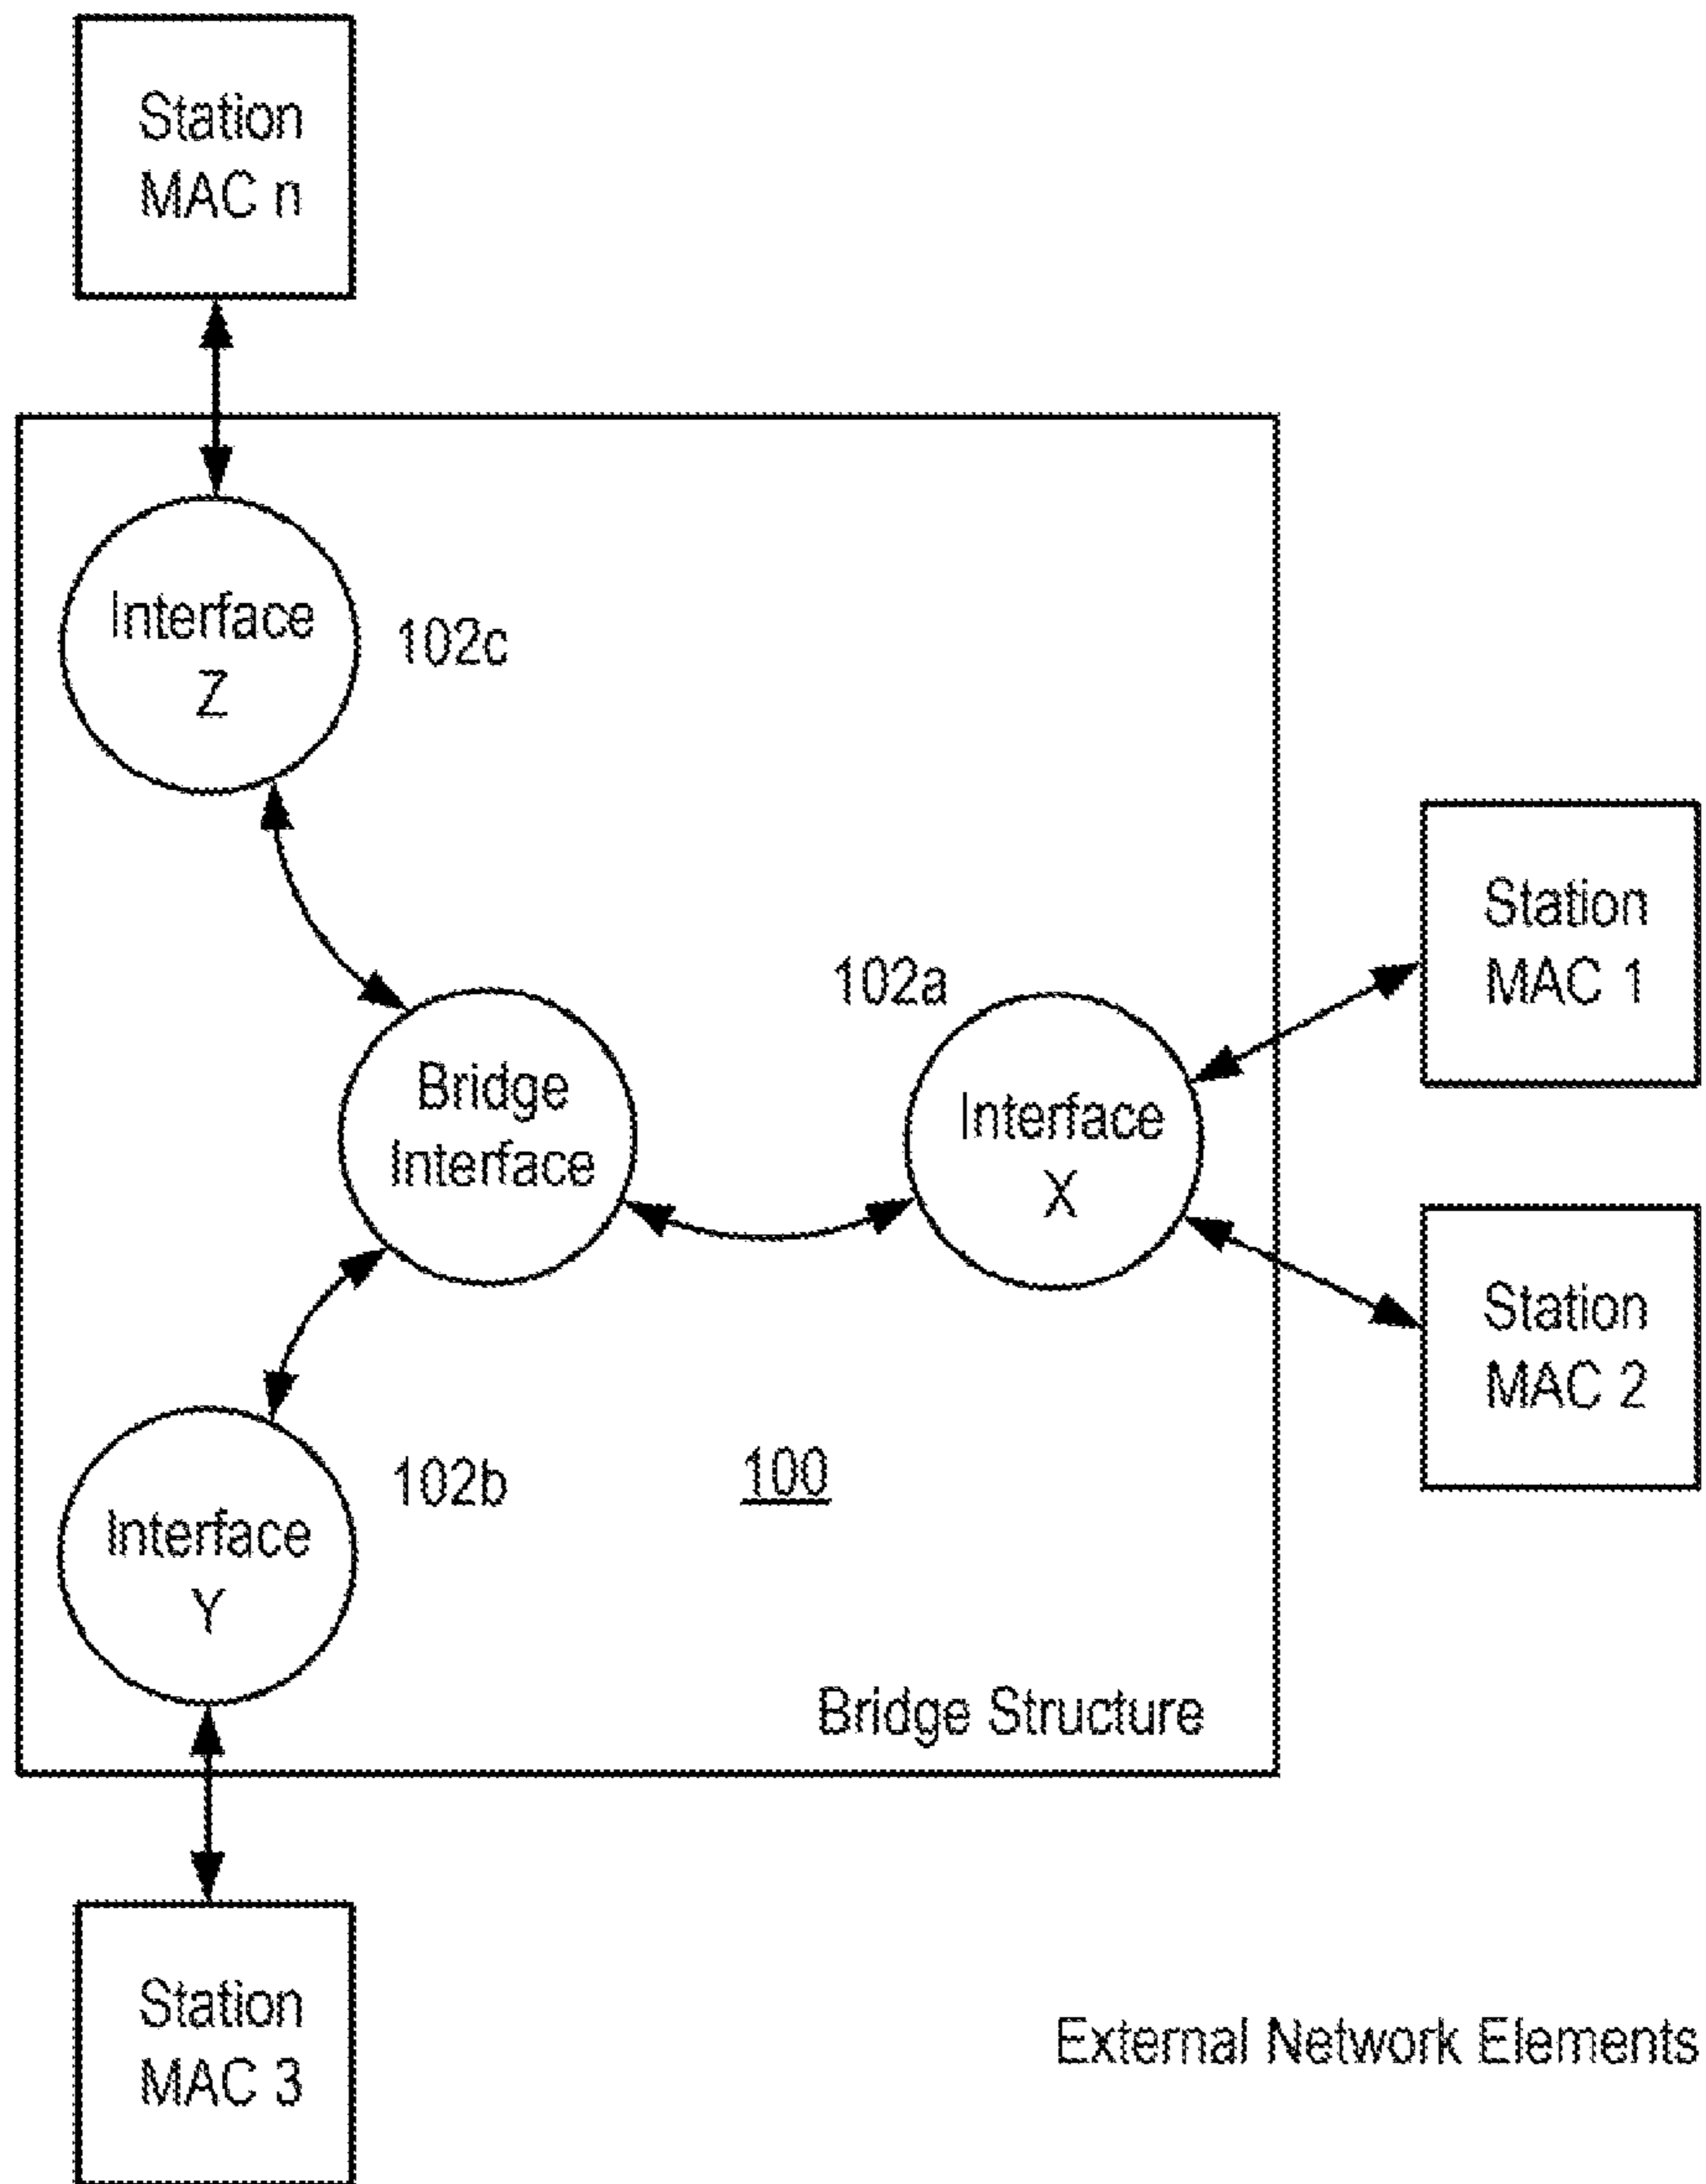 Station
MAC n
Interface
Z
102c
Station
MAC 1
102a
Bridge
Interface
Interface
X
Station
MAC 2
102b
100
Interface
Y
Bridge Structure
Station
MAC 3
External Network Elements